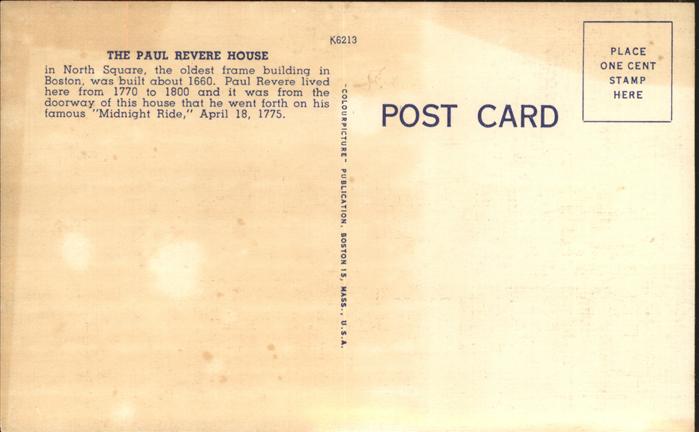 K6213
THE PAUL REVERE HOUSE
in North Square, the oldest frame building in
Boston, was built about 1660. Paul Revere lived
here from 1770 to 1800 and it was from the
doorway of this house that he went forth on his
famous "Midnight Ride," April 18, 1775.
"COLOURPICTURE" PUBLICATION, BOSTON 15, MASS., U.S.A.
POST CARD
PLACE
ONE CENT
STAMP
HERE